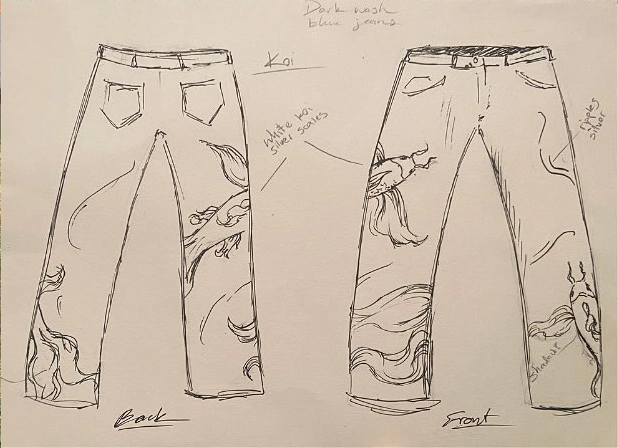 Dark wash
blue jeans
Koi
White koi
silver scales
ripples
silver
Shadow
Back
Front